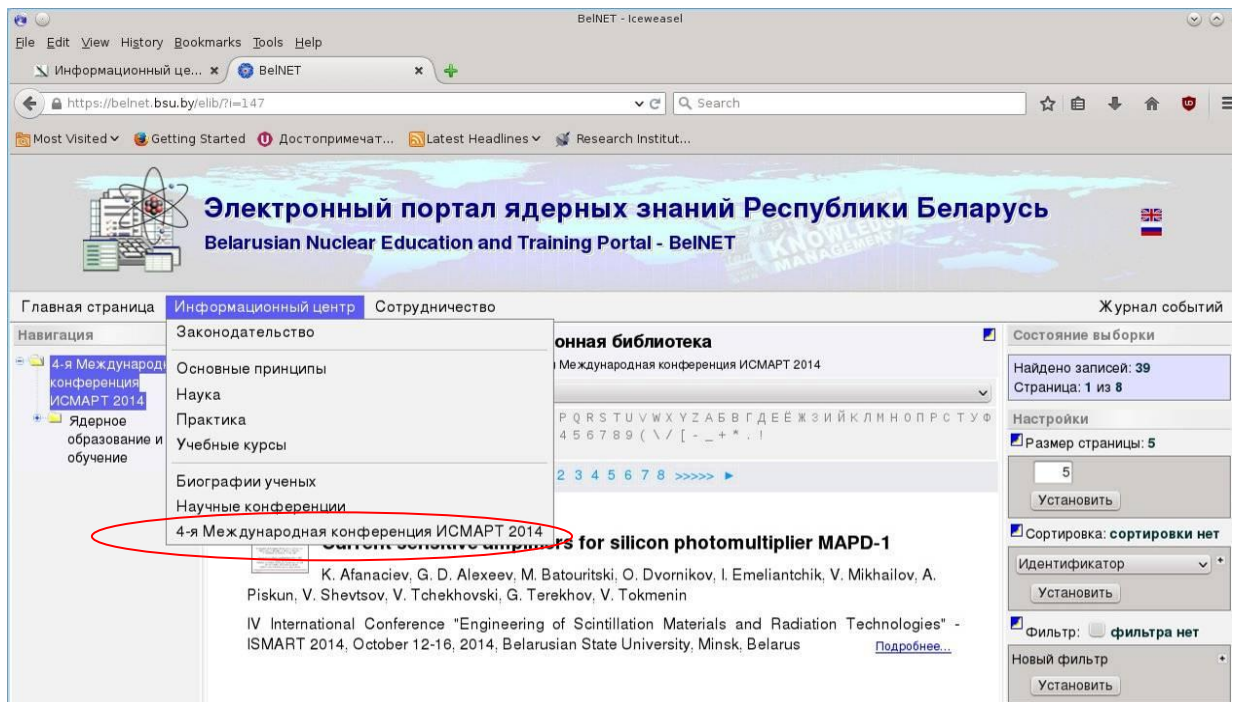 BelNET - Iceweasel
File Edit View History Bookmarks Tools Help
Информационный це... BelNET
https://belnet.bsu.by/elib/?i=147 Search
Most Visited Getting Started Достопримечат... Latest Headlines Research Institut...
Электронный портал ядерных знаний Республики Беларусь
Belarusian Nuclear Education and Training Portal - BelNET
KNOWLEDGE
MANAGEMENT
Главная страница Информационный центр Сотрудничество Журнал событий
Навигация
4-я Международ
конференция
ИСМАРТ 2014
Ядерное
образование и
обучение
Законодательство
Основные принципы
Наука
Практика
Учебные курсы
Биографии ученых
Научные конференции
4-я Международная конференция ИСМАРТ 2014
онная библиотека
Международная конференция ИСМАРТ 2014
P Q R S T U V W X Y Z А Б В Г Д Е Ё Ж З И Й К Л М Н О П Р С Т У Ф
4 5 6 7 8 9 ( \ / [ - _ + * . !
2 3 4 5 6 7 8 >>>>> ►
Current sensitive amplifiers for silicon photomultiplier MAPD-1
K. Afanaciev, G. D. Alexeev, M. Batouritski, O. Dvornikov, I. Emeliantchik, V. Mikhailov, A.
Piskun, V. Shevtsov, V. Tchekhovski, G. Terekhov, V. Tokmenin
IV International Conference "Engineering of Scintillation Materials and Radiation Technologies" -
ISMART 2014, October 12-16, 2014, Belarusian State University, Minsk, Belarus Подробнее...
Состояние выборки
Найдено записей: 39
Страница: 1 из 8
Настройки
Размер страницы: 5
5
Установить
Сортировка: сортировки нет
Идентификатор
Установить
Фильтр: фильтра нет
Новый фильтр
Установить